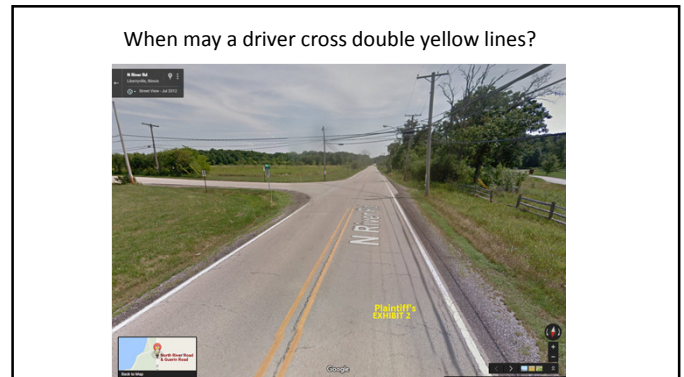 When may a driver cross double yellow lines?
N River Rd
Libertyville, Illinois
Street View - Jul 2013
N River Rd
Plaintiff's
EXHIBIT 2
North River Road
& Guerin Road
Back to Map
Google